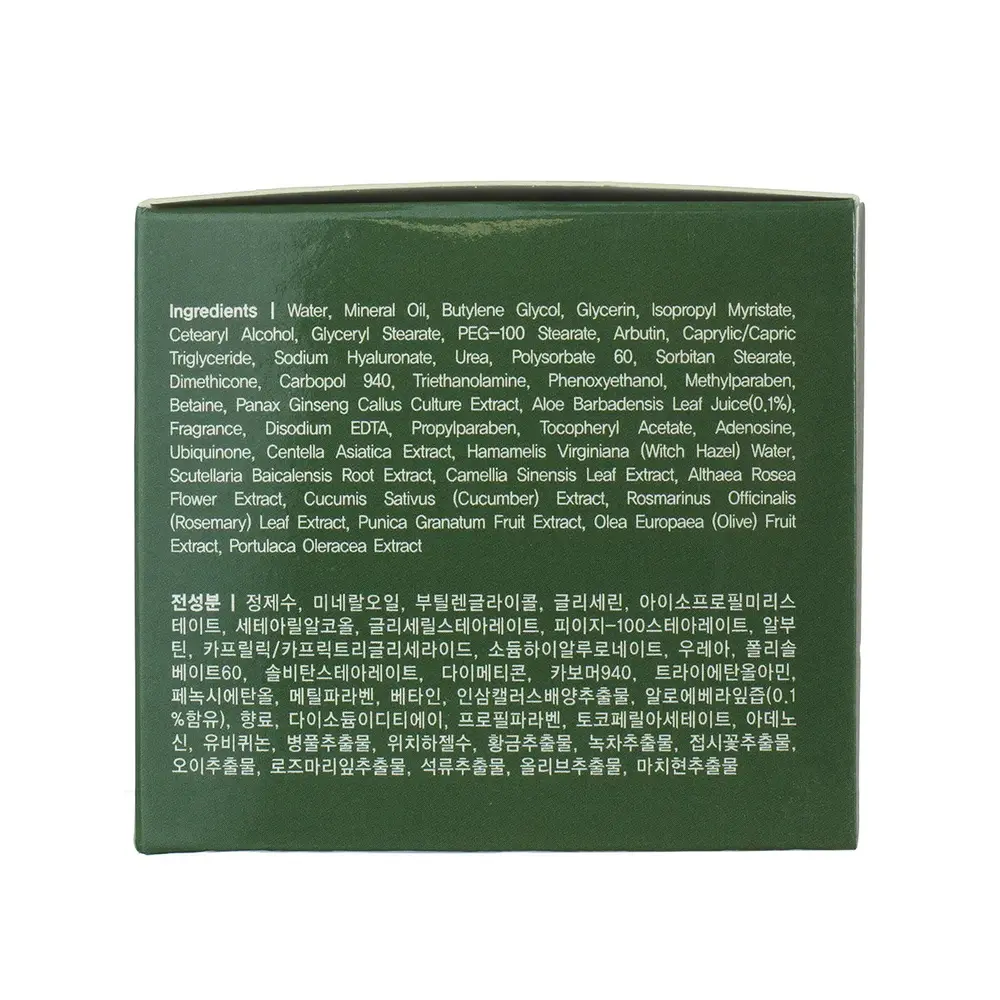 Ingredients | Water, Mineral Oil, Butylene Glycol, Glycerin, Isopropyl Myristate,
Cetearyl Alcohol, Glyceryl Stearate, PEG-100 Stearate, Arbutin, Caprylic/Capric
Triglyceride, Sodium Hyaluronate, Urea, Polysorbate 60, Sorbitan Stearate,
Dimethicone, Carbopol 940, Triethanolamine, Phenoxyethanol, Methylparaben,
Betaine, Panax Ginseng Callus Culture Extract, Aloe Barbadensis Leaf Juice(0.1%),
Fragrance, Disodium EDTA, Propylparaben, Tocopheryl Acetate, Adenosine,
Ubiquinone, Centella Asiatica Extract, Hamamelis Virginiana (Witch Hazel) Water,
Scutellaria Baicalensis Root Extract, Camellia Sinensis Leaf Extract, Althaea Rosea
Flower Extract, Cucumis Sativus (Cucumber) Extract, Rosmarinus Officinalis
(Rosemary) Leaf Extract, Punica Granatum Fruit Extract, Olea Europaea (Olive) Fruit
Extract, Portulaca Oleracea Extract
전성분 | 정제수, 미네랄오일, 부틸렌글라이콜, 글리세린, 아이소프로필미리스
테이트, 세테아릴알코올, 글리세릴스테아레이트, 피이지-100스테아레이트, 알부
틴, 카프릴릭/카프릭트리글리세라이드, 소듐하이알루로네이트, 우레아, 폴리솔
베이트60, 솔비탄스테아레이트, 다이메티콘, 카보머940, 트라이에탄올아민,
페녹시에탄올, 메틸파라벤, 베타인, 인삼캘러스배양추출물, 알로에베라잎즙(0.1
%함유), 향료, 다이소듐이디티에이, 프로필파라벤, 토코페릴아세테이트, 아데노
신, 유비퀴논, 병풀추출물, 위치하젤수, 황금추출물, 녹차추출물, 접시꽃추출물,
오이추출물, 로즈마리잎추출물, 석류추출물, 올리브추출물, 마치현추출물